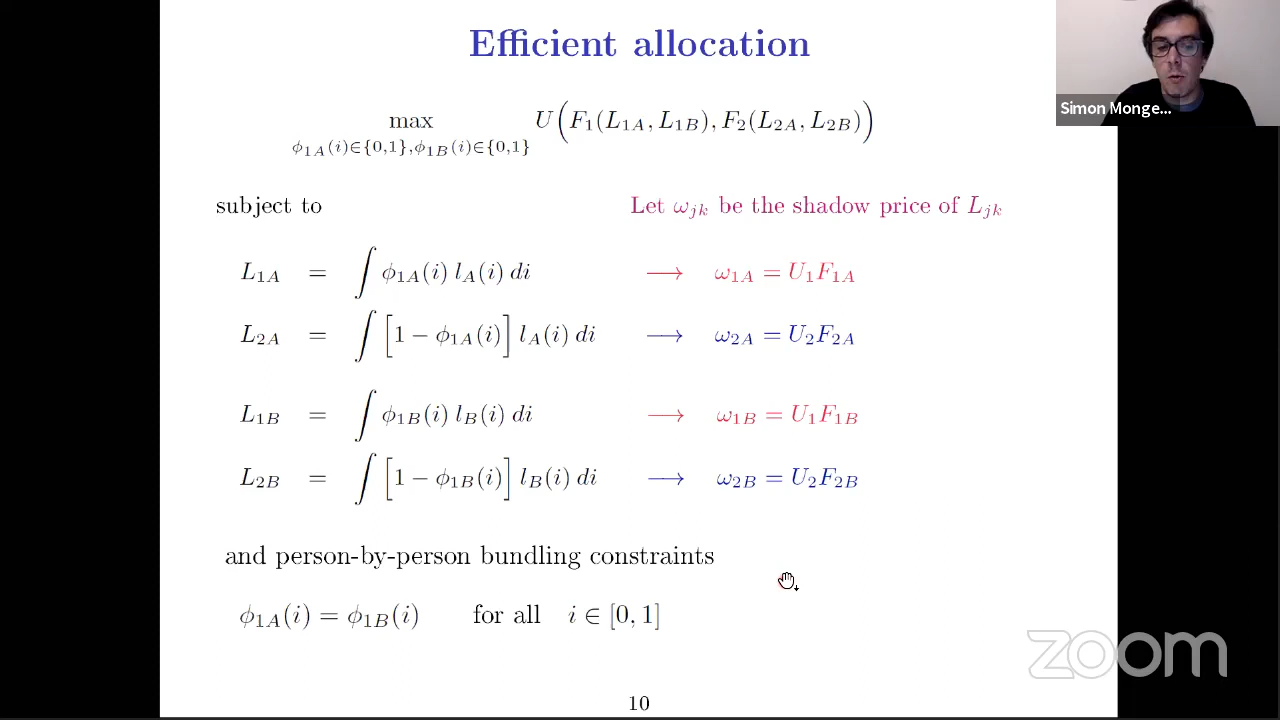 Efficient allocation
Simon Monge...
max U(F₁(L₁A, L₁B), F₂(L₂A, L₂B))
ϕ₁A(i)∈{0,1},ϕ₁B(i)∈{0,1}
subject to Let ωjk be the shadow price of Ljk
L₁A = ∫ ϕ₁A(i) lA(i) di ⟶ ω₁A = U₁F₁A
L₂A = ∫ [1 − ϕ₁A(i)] lA(i) di ⟶ ω₂A = U₂F₂A
L₁B = ∫ ϕ₁B(i) lB(i) di ⟶ ω₁B = U₁F₁B
L₂B = ∫ [1 − ϕ₁B(i)] lB(i) di ⟶ ω₂B = U₂F₂B
and person-by-person bundling constraints
ϕ₁A(i) = ϕ₁B(i) for all i ∈ [0, 1]
zoom
10